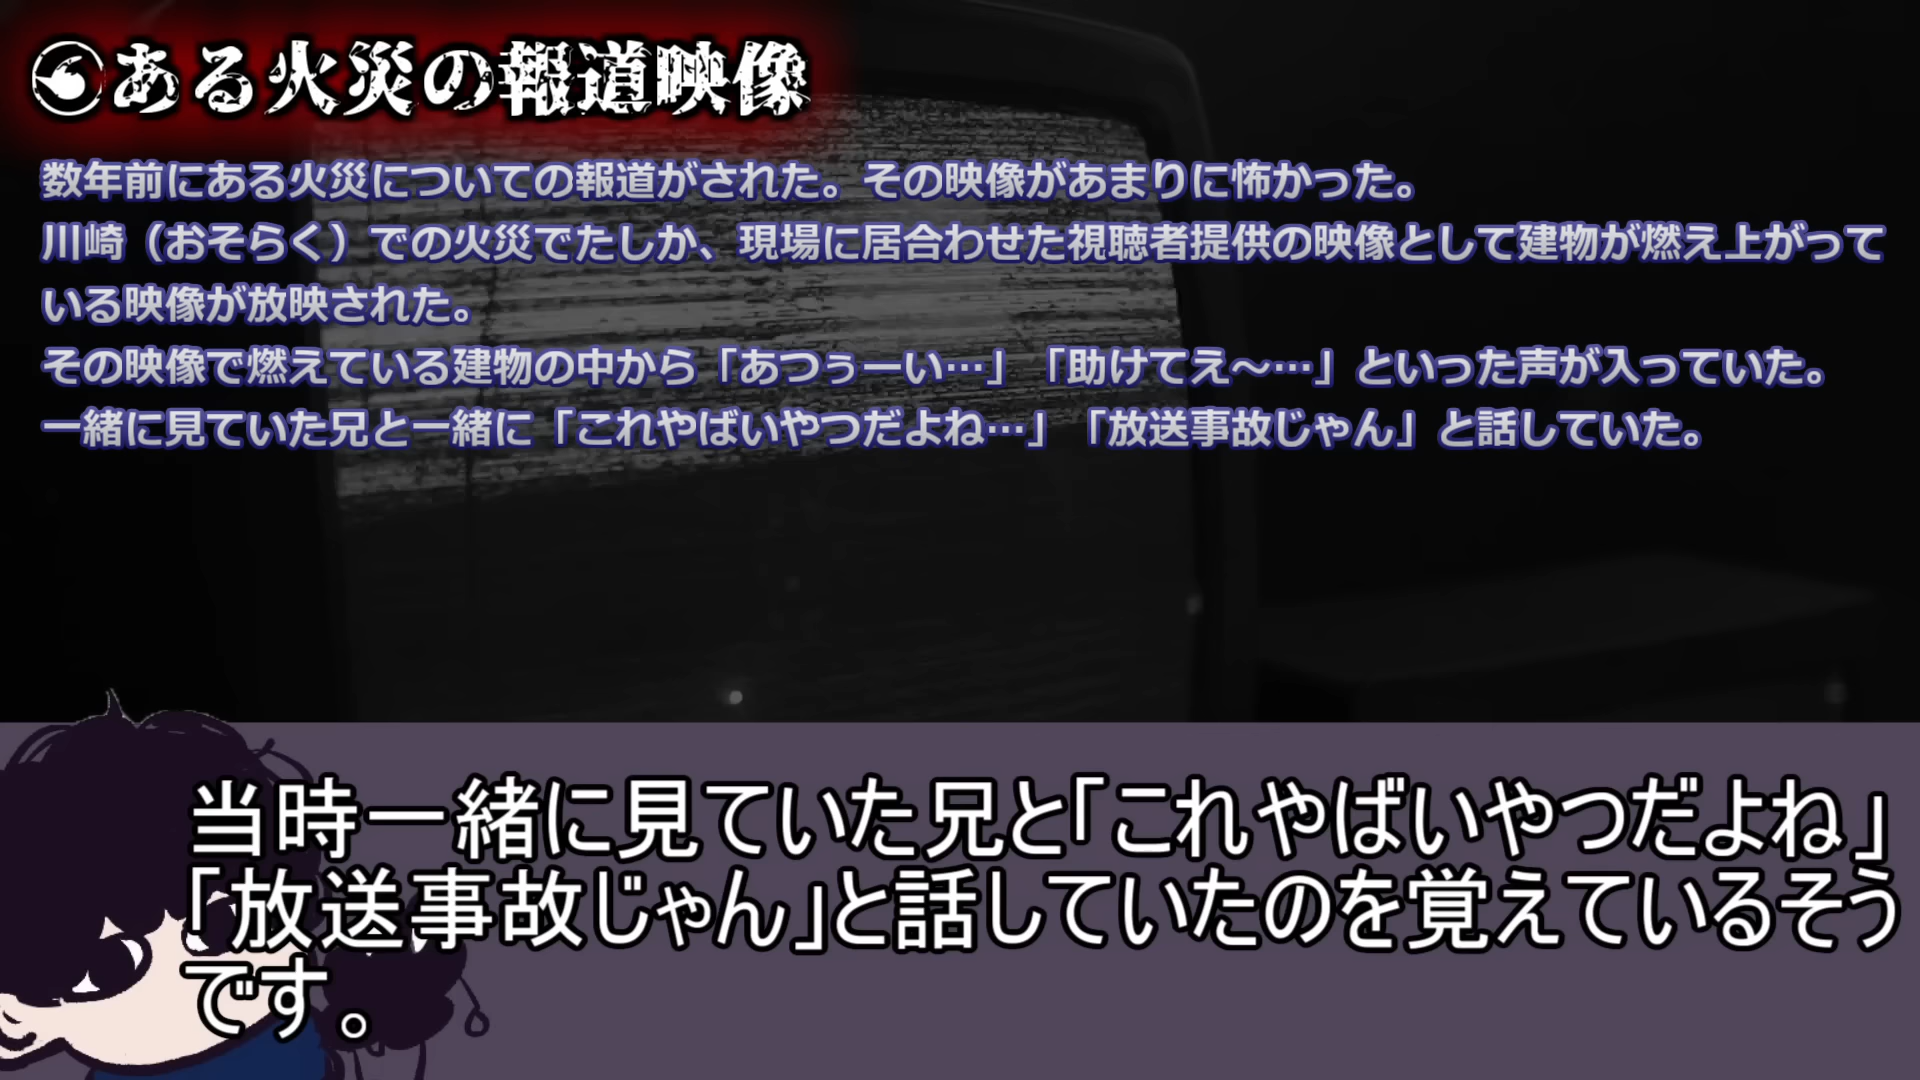 ある火災の報道映像
数年前にある火災についての報道がされた。その映像があまりに怖かった。
川崎（おそらく）での火災でたしか、現場に居合わせた視聴者提供の映像として建物が燃え上がって
いる映像が放映された。
その映像で燃えている建物の中から「あつぅーい…」「助けてえ～…」といった声が入っていた。
一緒に見ていた兄と一緒に「これやばいやつだよね…」「放送事故じゃん」と話していた。
当時一緒に見ていた兄と「これやばいやつだよね」
「放送事故じゃん」と話していたのを覚えているそう
です。